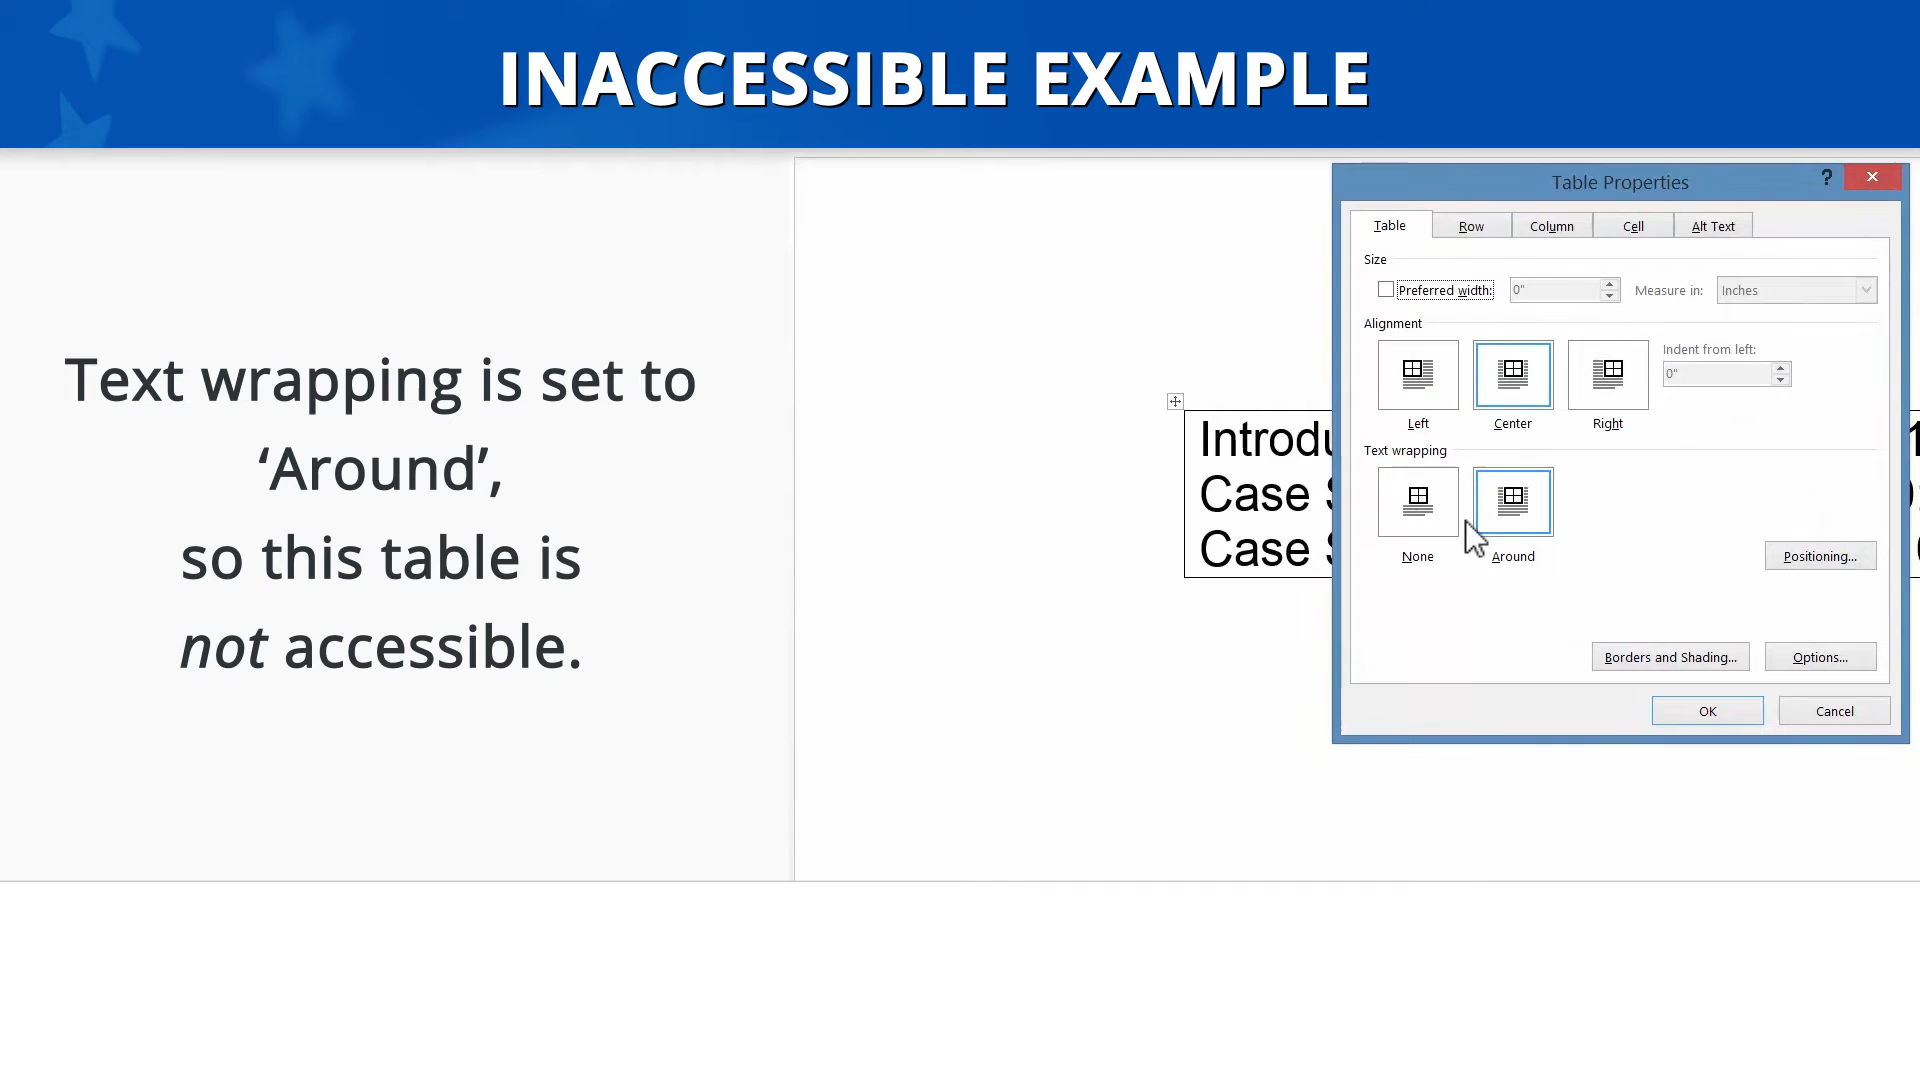 INACCESSIBLE EXAMPLE
Text wrapping is set to
‘Around’,
so this table is
not accessible.
Case
Case
Table Properties
?
Table Row Column Cell Alt Text
Size
Preferred width: 0" Measure in: Inches
Alignment
Indent from left:
0"
Left Center Right
Text wrapping
None Around
Positioning...
Borders and Shading... Options...
OK Cancel